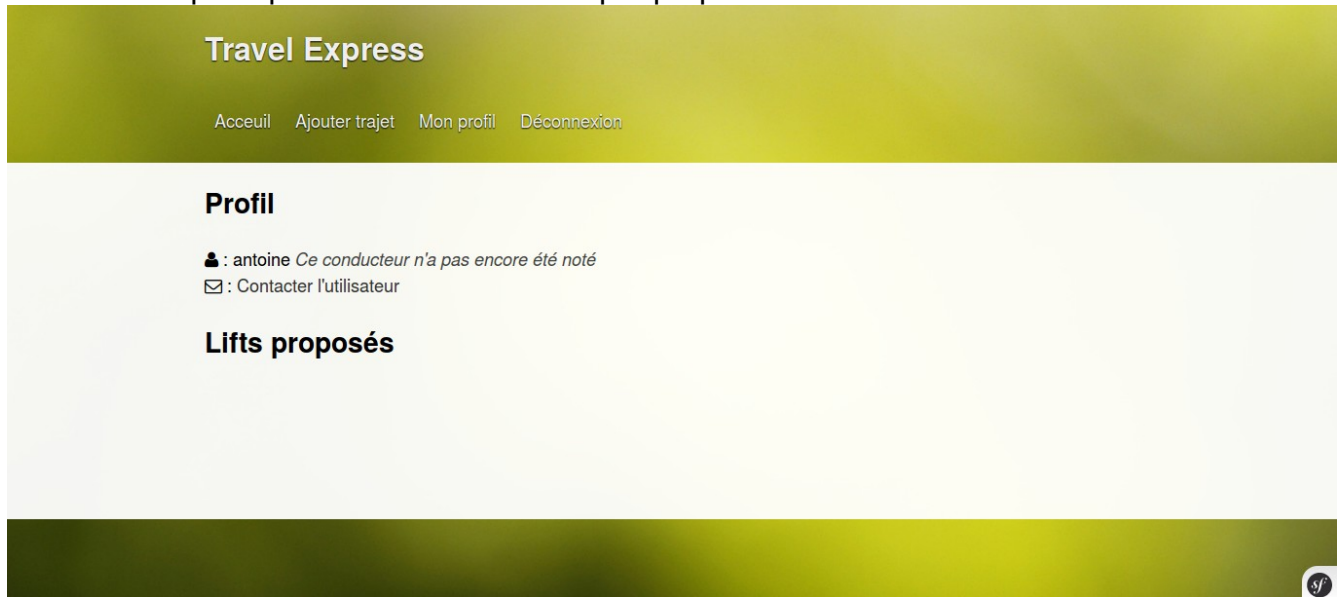 Travel Express
Acceuil Ajouter trajet Mon profil Déconnexion
Profil
: antoine Ce conducteur n'a pas encore été noté
: Contacter l'utilisateur
Lifts proposés
sf